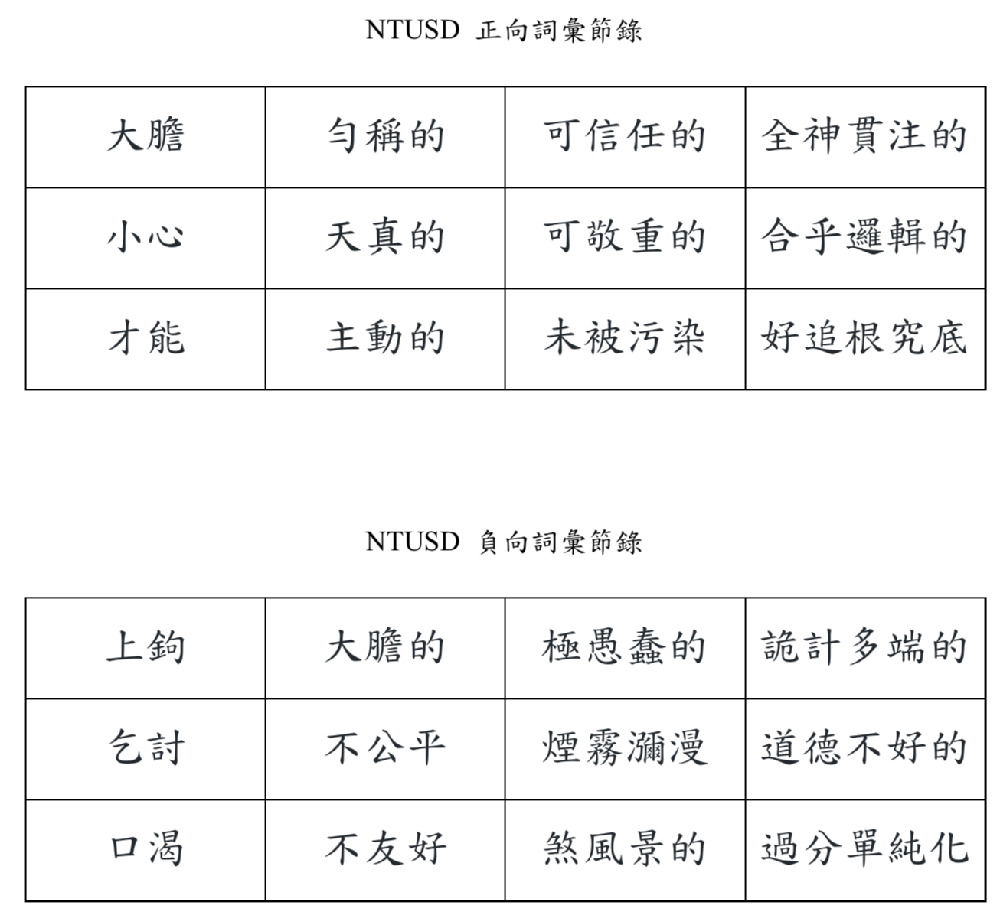 NTUSD 正向詞彙節錄
大膽 勻稱的 可信任的 全神貫注的
小心 天真的 可敬重的 合乎邏輯的
才能 主動的 未被污染 好追根究底
NTUSD 負向詞彙節錄
上鉤 大膽的 極愚蠢的 詭計多端的
乞討 不公平 煙霧瀰漫 道德不好的
口渴 不友好 煞風景的 過分單純化